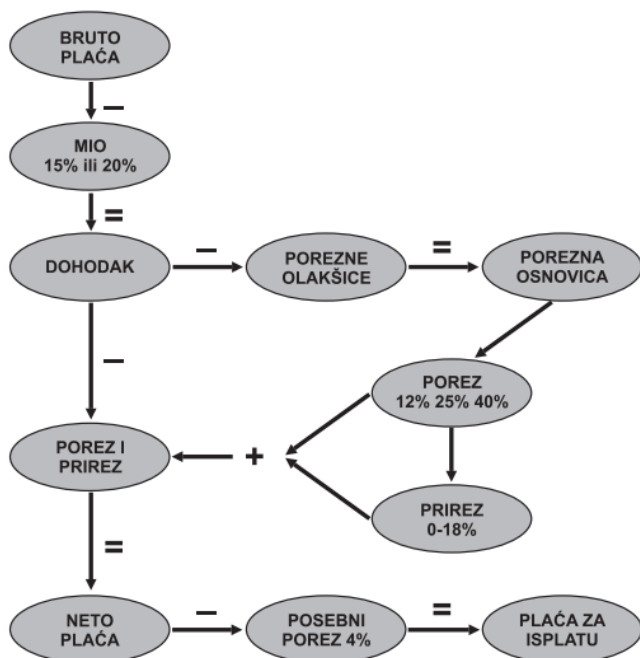 BRUTO
PLAĆA
–
MIO
15% ili 20%
=
DOHODAK
–
POREZNE
OLAKŠICE
=
POREZNA
OSNOVICA
–
POREZ
12% 25% 40%
POREZ I
PRIREZ
+
PRIREZ
0-18%
=
NETO
PLAĆA
–
POSEBNI
POREZ 4%
=
PLAĆA ZA
ISPLATU